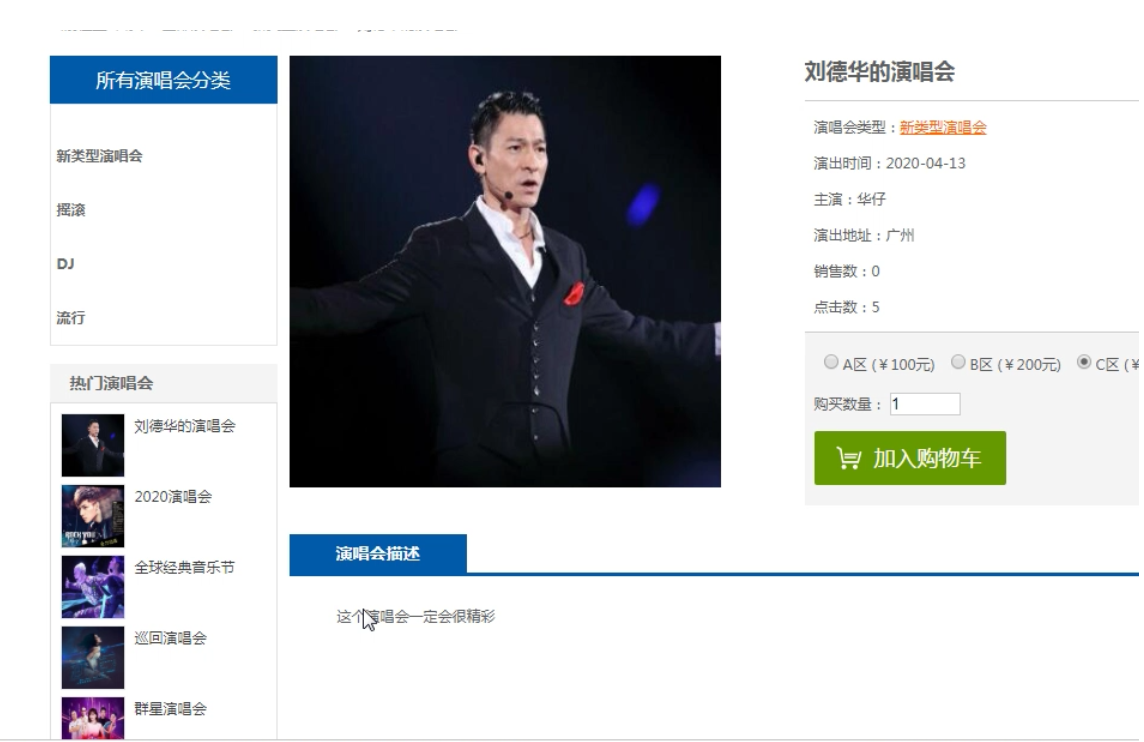 所有演唱会分类
新类型演唱会
摇滚
DJ
流行
热门演唱会
刘德华的演唱会
2020演唱会
全球经典音乐节
巡回演唱会
群星演唱会
刘德华的演唱会
演唱会类型：新类型演唱会
演出时间：2020-04-13
主演：华仔
演出地址：广州
销售数：0
点击数：5
A区 (¥100元) B区 (¥200元) C区 (¥
购买数量： 1
加入购物车
演唱会描述
这个演唱会一定会很精彩